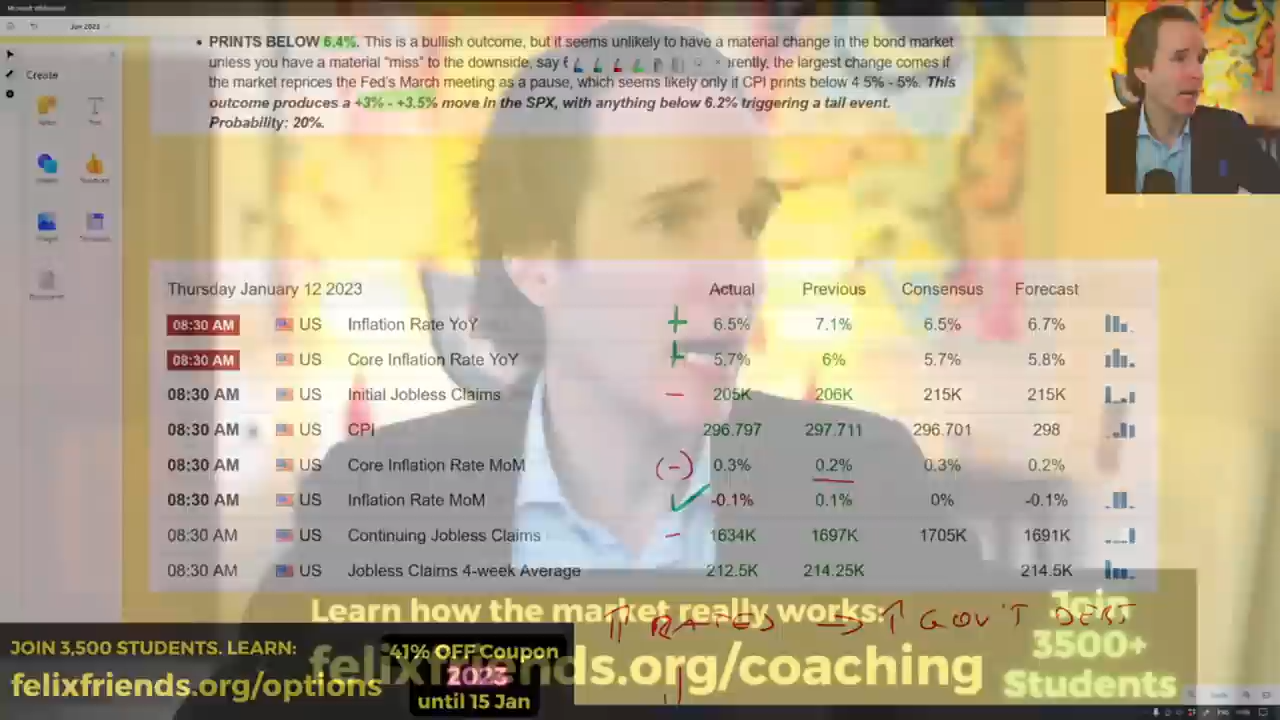 Microsoft Whiteboard
Jan 2023
Create
• PRINTS BELOW 6.4%. This is a bullish outcome, but it seems unlikely to have a material change in the bond market
unless you have a material "miss" to the downside, say
the market reprices the Fed's March meeting as a pause, which seems likely only if CPI prints below 4.5% - 5%. This
rently, the largest change comes if
outcome produces a +3% - +3.5% move in the SPX, with anything below 6.2% triggering a tail event.
Probability: 20%.
Thursday January 12 2023 Actual Previous Consensus Forecast
08:30 AM US Inflation Rate YoY + 6.5% 7.1% 6.5% 6.7%
08:30 AM US Core Inflation Rate YoY + 5.7% 6% 5.7% 5.8%
08:30 AM US Initial Jobless Claims - 205K 206K 215K 215K
08:30 AM US CPI 296.797 297.711 296.701 298
08:30 AM US Core Inflation Rate MoM (-) 0.3% 0.2% 0.3% 0.2%
08:30 AM US Inflation Rate MoM -0.1% 0.1% 0% -0.1%
08:30 AM US Continuing Jobless Claims - 1634K 1697K 1705K 1691K
08:30 AM US Jobless Claims 4-week Average 212.5K 214.25K 214.5K
⇑ RATES → ↑ GOV'T DEBT
Learn how the market really works:
felixfriends.org/coaching
Join
3500+
Students
JOIN 3,500 STUDENTS. LEARN:
felixfriends.org/options
41% OFF Coupon
2023
until 15 Jan